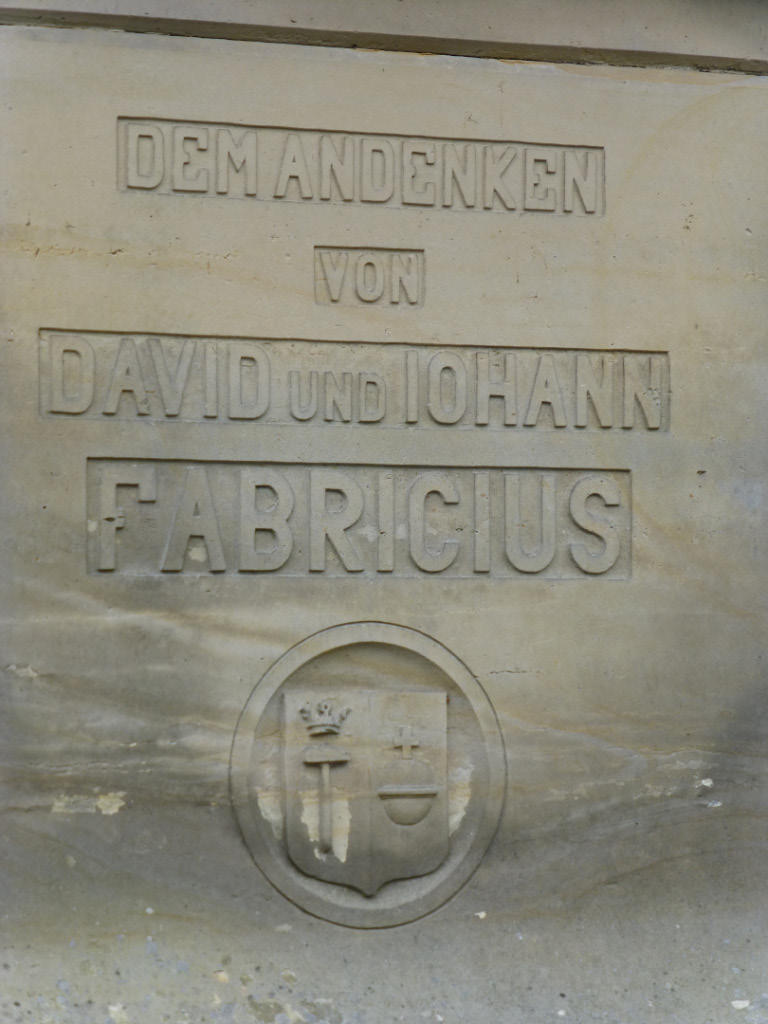 DEM ANDENKEN
VON
DAVID UND IOHANN
FABRICIUS